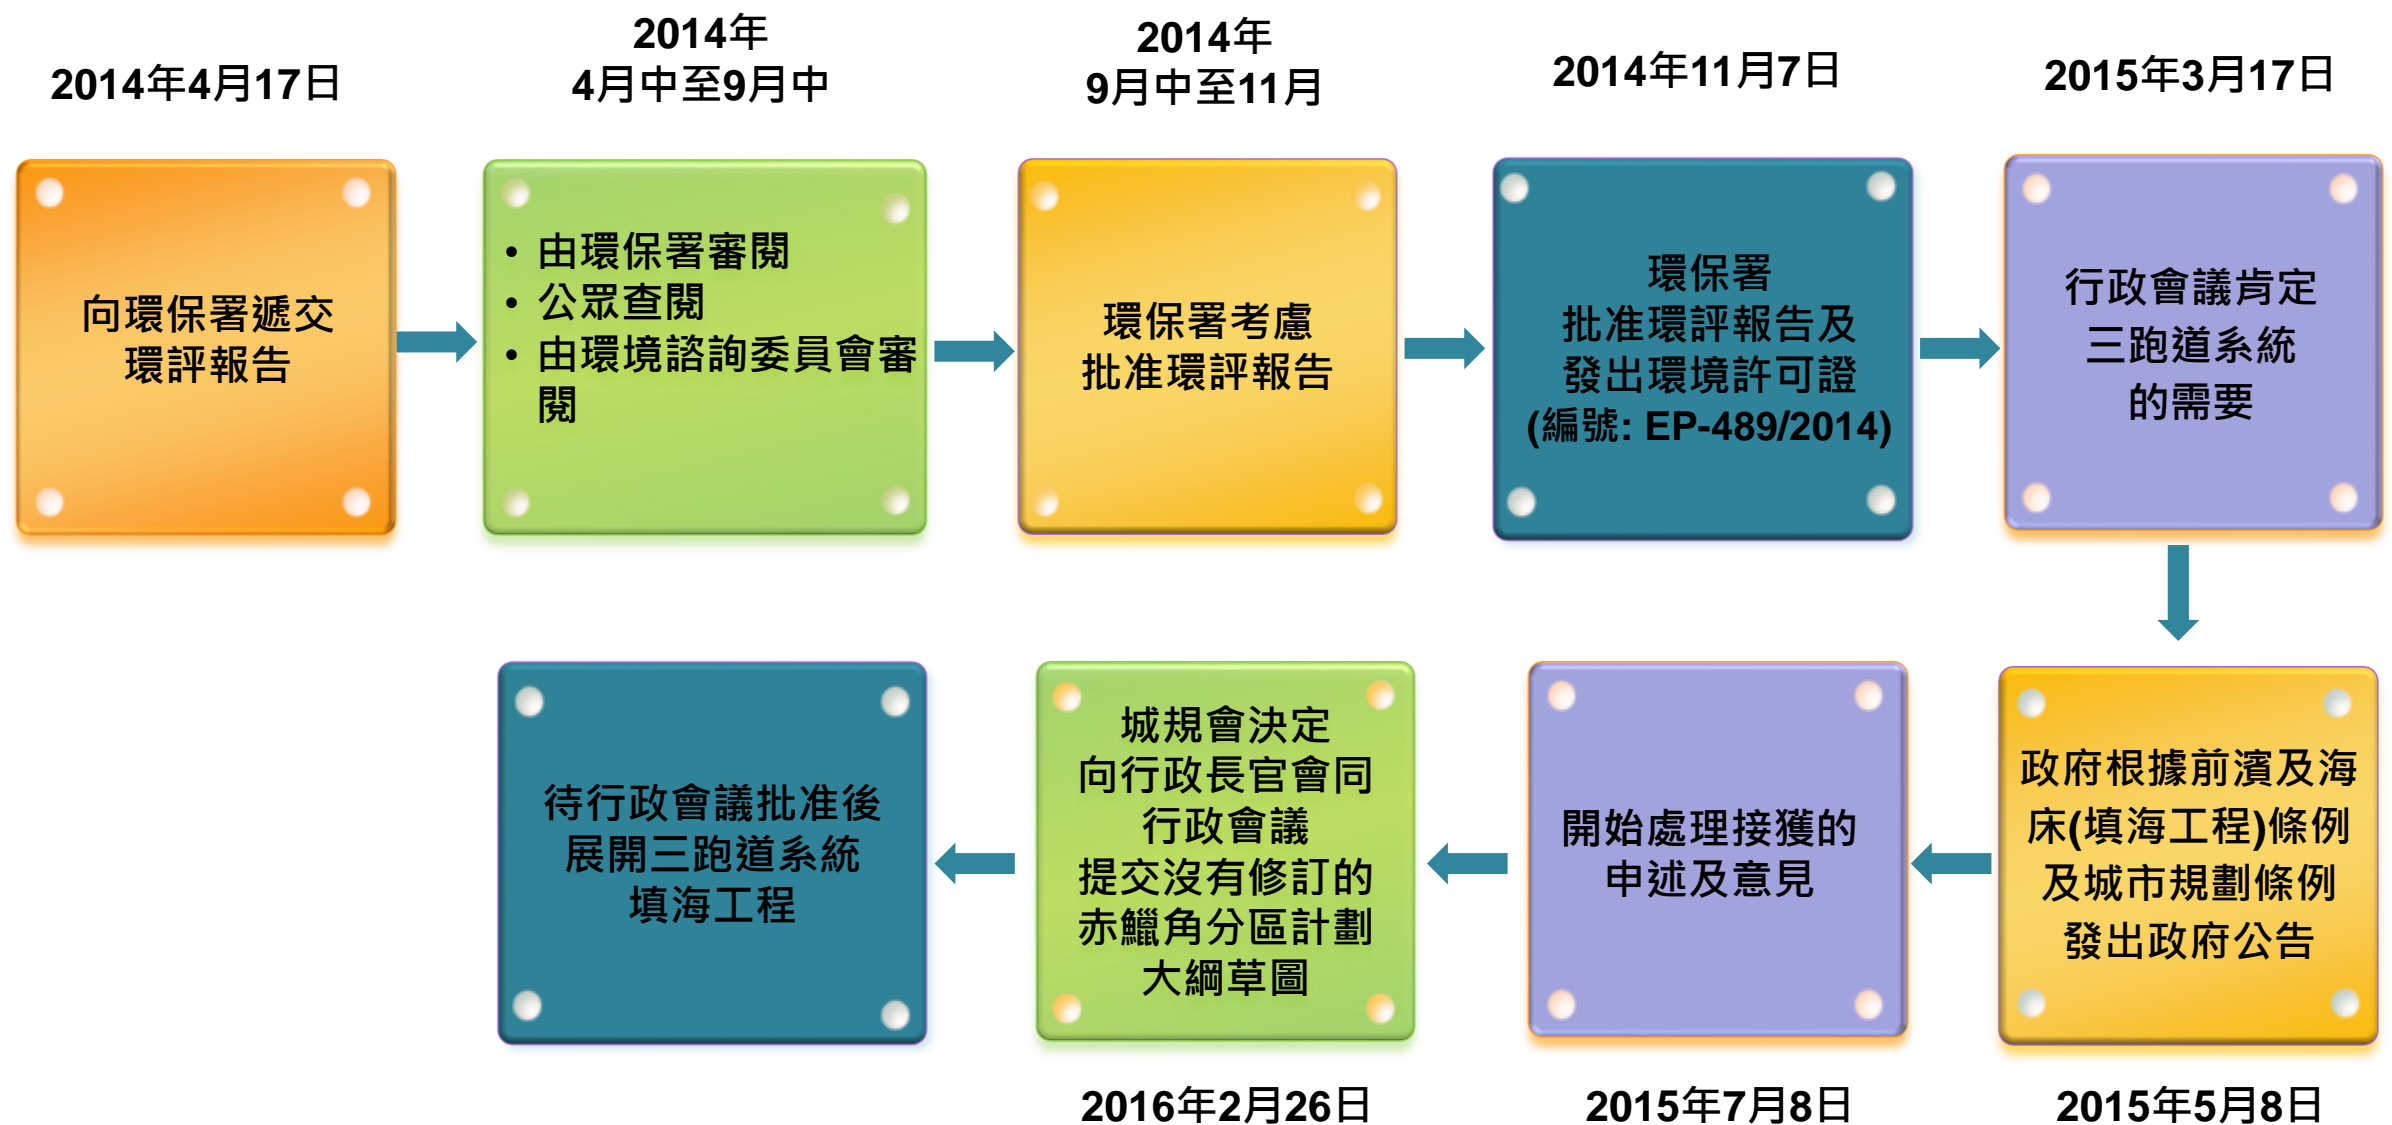 2014年4月17日
2014年
4月中至9月中
2014年
9月中至11月
2014年11月7日
2015年3月17日
向環保署遞交
環評報告
• 由環保署審閱
• 公眾查閱
• 由環境諮詢委員會審
閱
環保署考慮
批准環評報告
環保署
批准環評報告及
發出環境許可證
(編號: EP-489/2014)
行政會議肯定
三跑道系統
的需要
待行政會議批准後
展開三跑道系統
填海工程
城規會決定
向行政長官會同
行政會議
提交沒有修訂的
赤鱲角分區計劃
大綱草圖
開始處理接獲的
申述及意見
政府根據前濱及海
床(填海工程)條例
及城市規劃條例
發出政府公告
2016年2月26日
2015年7月8日
2015年5月8日